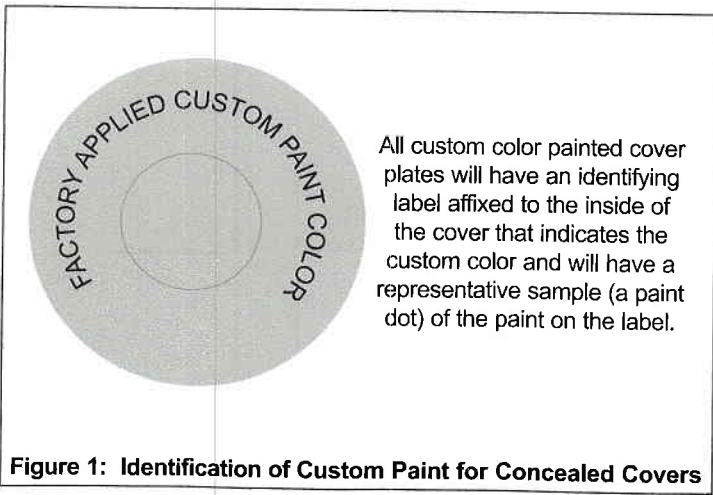 FACTORY APPLIED CUSTOM PAINT COLOR
All custom color painted cover
plates will have an identifying
label affixed to the inside of
the cover that indicates the
custom color and will have a
representative sample (a paint
dot) of the paint on the label.
Figure 1: Identification of Custom Paint for Concealed Covers